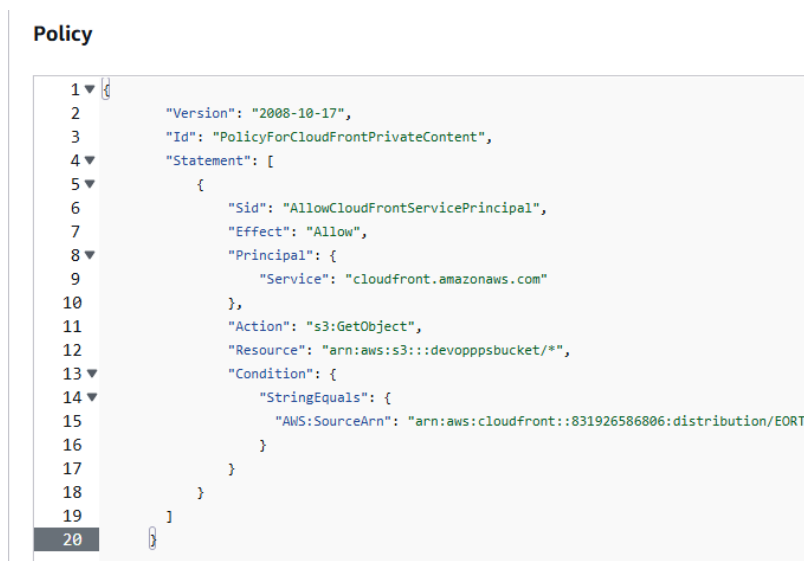 Policy
1 {
2 "Version": "2008-10-17",
3 "Id": "PolicyForCloudFrontPrivateContent",
4 "Statement": [
5 {
6 "Sid": "AllowCloudFrontServicePrincipal",
7 "Effect": "Allow",
8 "Principal": {
9 "Service": "cloudfront.amazonaws.com"
10 },
11 "Action": "s3:GetObject",
12 "Resource": "arn:aws:s3:::devopppsbucket/*",
13 "Condition": {
14 "StringEquals": {
15 "AWS:SourceArn": "arn:aws:cloudfront::831926586806:distribution/EORT
16 }
17 }
18 }
19 ]
20 }